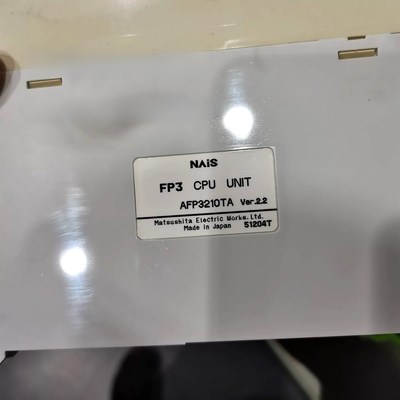 NAiS
FP3 CPU UNIT
AFP3210TA Ver.2.2
Matsushita Electric Works, Ltd.
Made in Japan 51204T